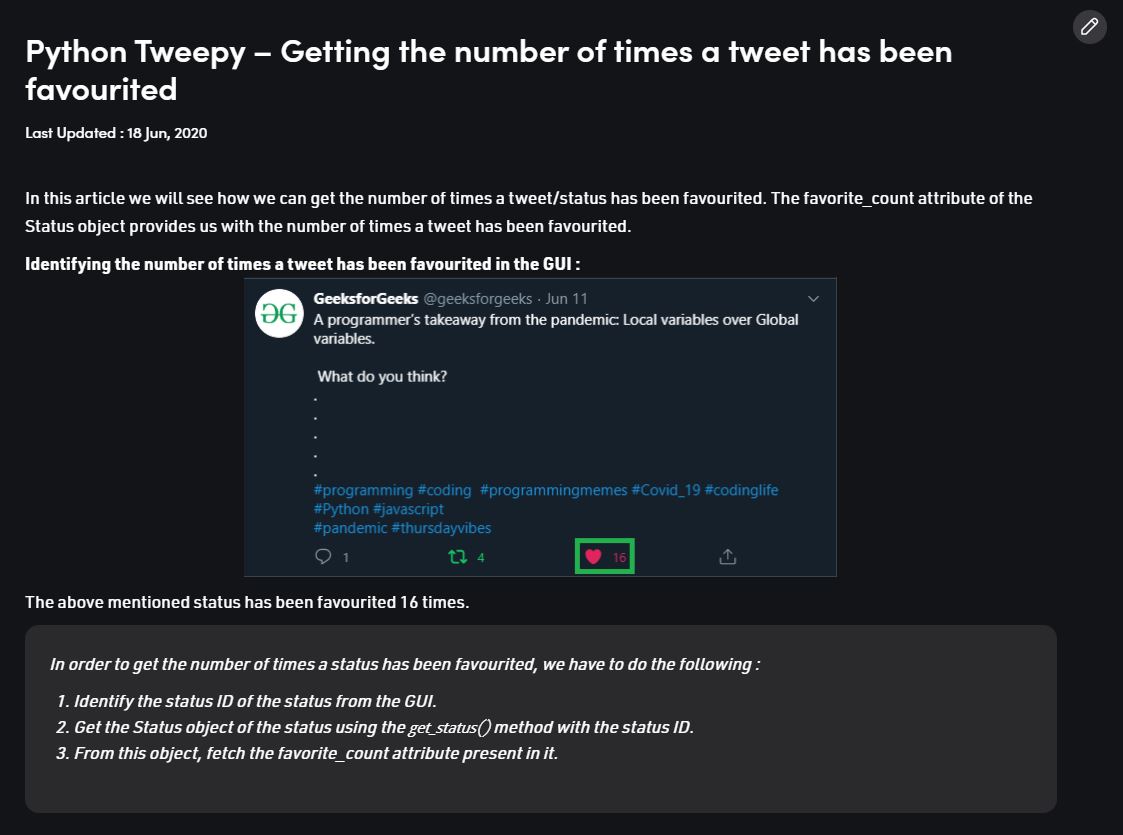 Python Tweepy – Getting the number of times a tweet has been
favourited
Last Updated : 18 Jun, 2020
In this article we will see how we can get the number of times a tweet/status has been favourited. The favorite_count attribute of the
Status object provides us with the number of times a tweet has been favourited.
Identifying the number of times a tweet has been favourited in the GUI :
GeeksforGeeks @geeksforgeeks · Jun 11
A programmer's takeaway from the pandemic: Local variables over Global
variables.
What do you think?
.
.
.
.
.
#programming #coding #programmingmemes #Covid_19 #codinglife
#Python #javascript
#pandemic #thursdayvibes
1 4 16
The above mentioned status has been favourited 16 times.
In order to get the number of times a status has been favourited, we have to do the following :
1. Identify the status ID of the status from the GUI.
2. Get the Status object of the status using the get_status() method with the status ID.
3. From this object, fetch the favorite_count attribute present in it.